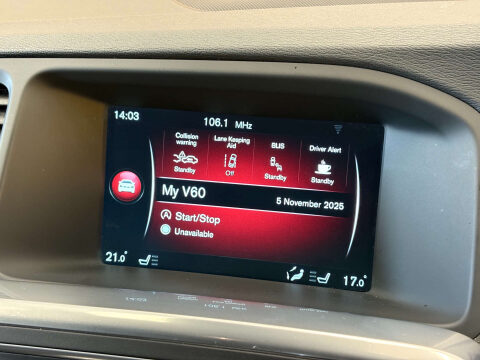 14:03
106.1 MHz
Collision warning
Lane Keeping Aid
BLIS
Driver Alert
Standby
Off
Standby
Standby
My V60
5 November 2025
Start/Stop
Unavailable
21.0°
17.0°